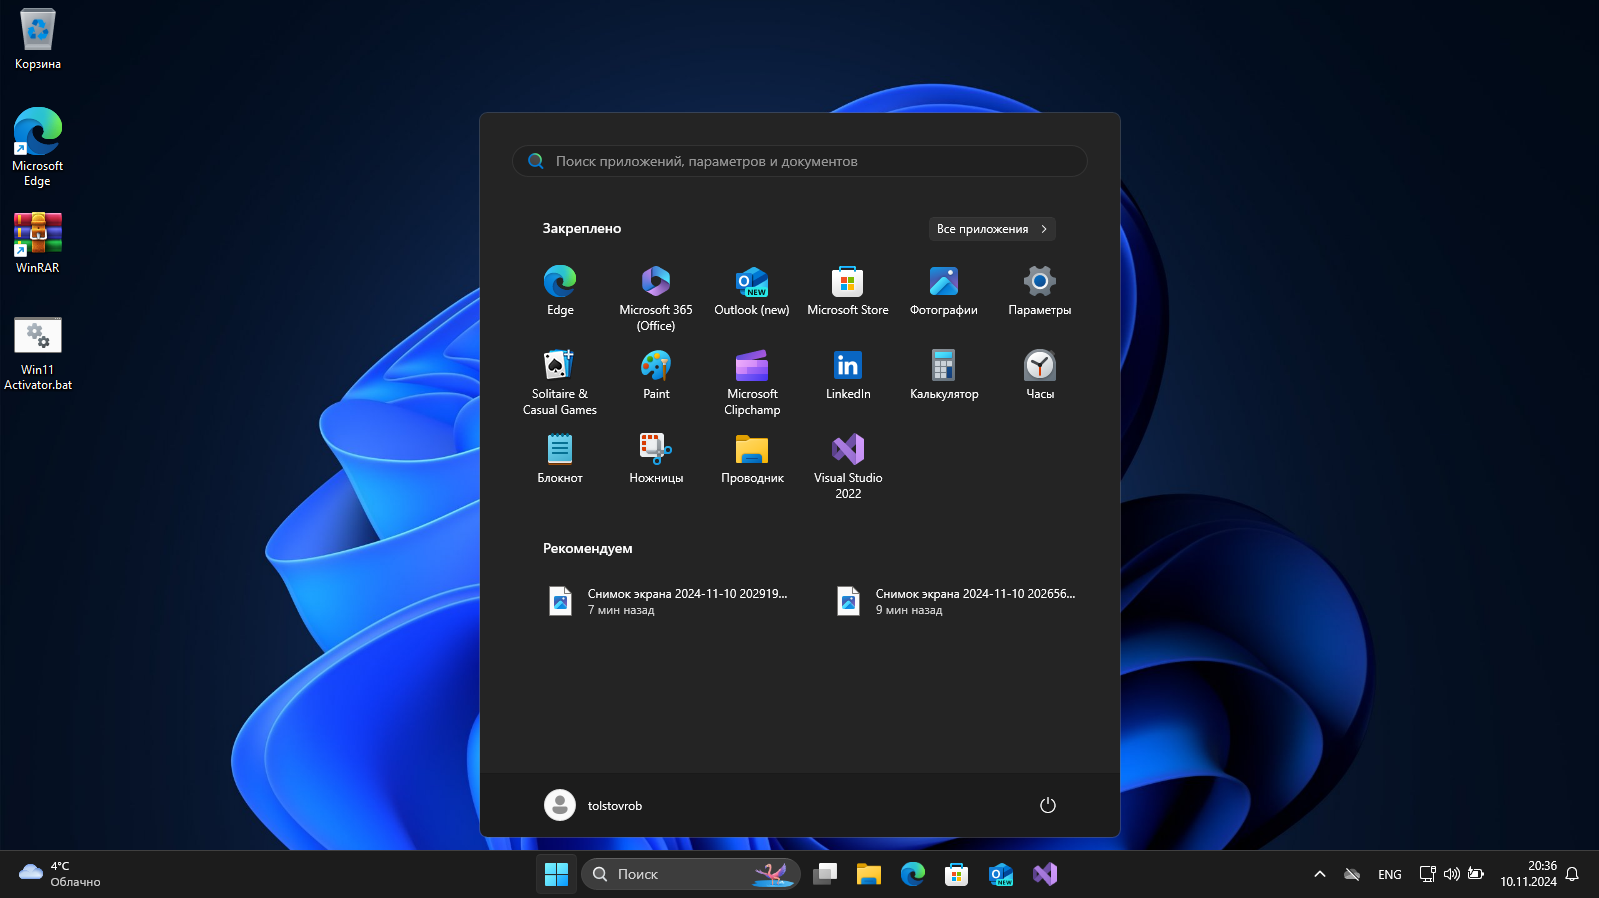 Корзина
Microsoft
Edge
WinRAR
Win11
Activator.bat
Поиск приложений, параметров и документов
Закреплено
Все приложения
Edge
Microsoft 365
(Office)
Outlook (new)
Microsoft Store
Фотографии
Параметры
Solitaire &
Casual Games
Paint
Microsoft
Clipchamp
LinkedIn
Калькулятор
Часы
Блокнот
Ножницы
Проводник
Visual Studio
2022
Рекомендуем
Снимок экрана 2024-11-10 202919...
7 мин назад
Снимок экрана 2024-11-10 202656...
9 мин назад
tolstovrob
4°C
Облачно
Поиск
ENG
20:36
10.11.2024